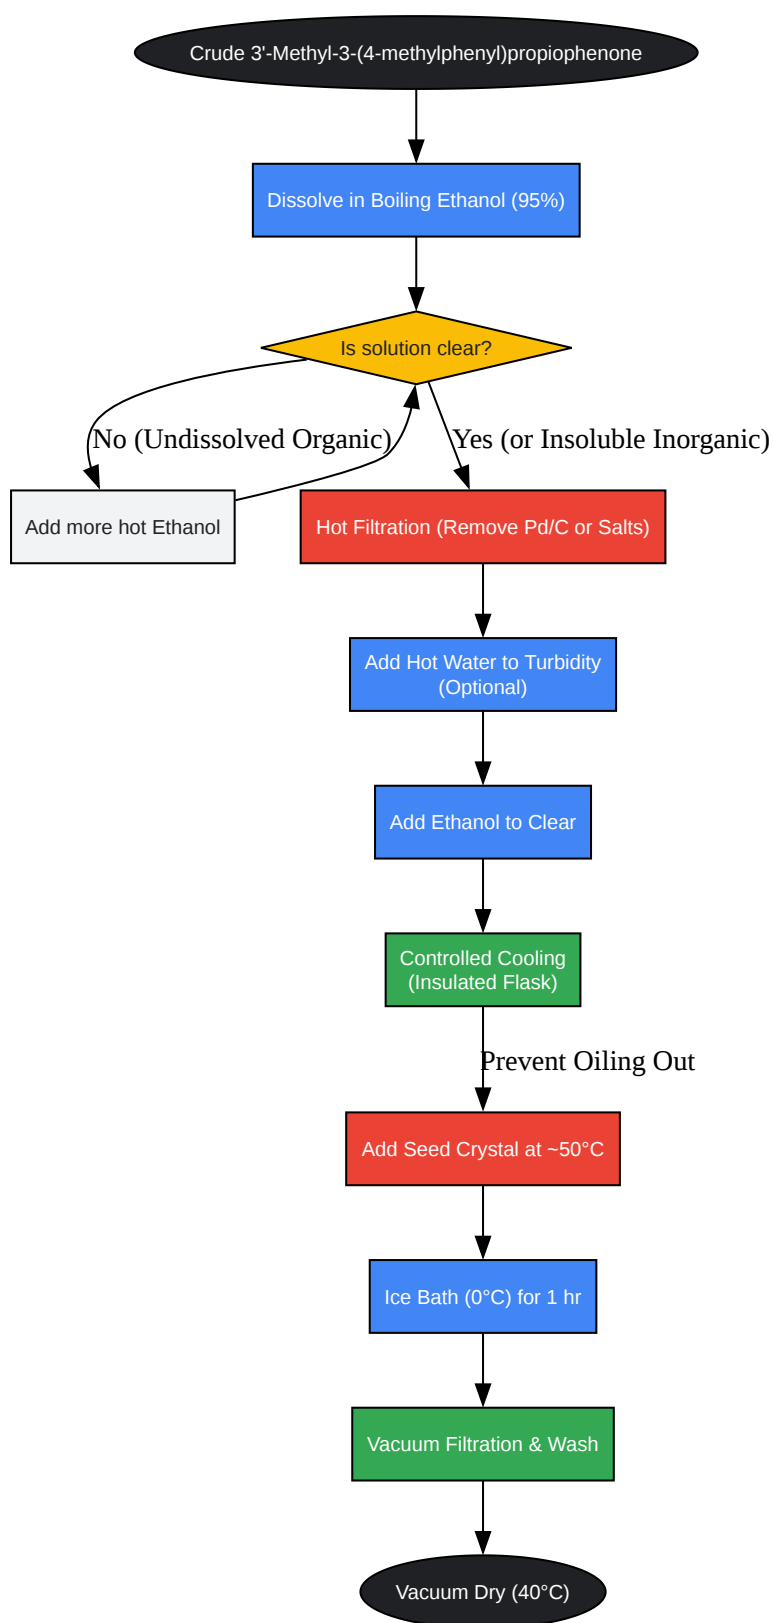 Crude 3'-Methyl-3-(4-methylphenyl)propiophenone
Dissolve in Boiling Ethanol (95%)
Is solution clear?
No (Undissolved Organic)
Yes (or Insoluble Inorganic)
Add more hot Ethanol
Hot Filtration (Remove Pd/C or Salts)
Add Hot Water to Turbidity
(Optional)
Add Ethanol to Clear
Controlled Cooling
(Insulated Flask)
Prevent Oiling Out
Add Seed Crystal at ~50°C
Ice Bath (0°C) for 1 hr
Vacuum Filtration & Wash
Vacuum Dry (40°C)